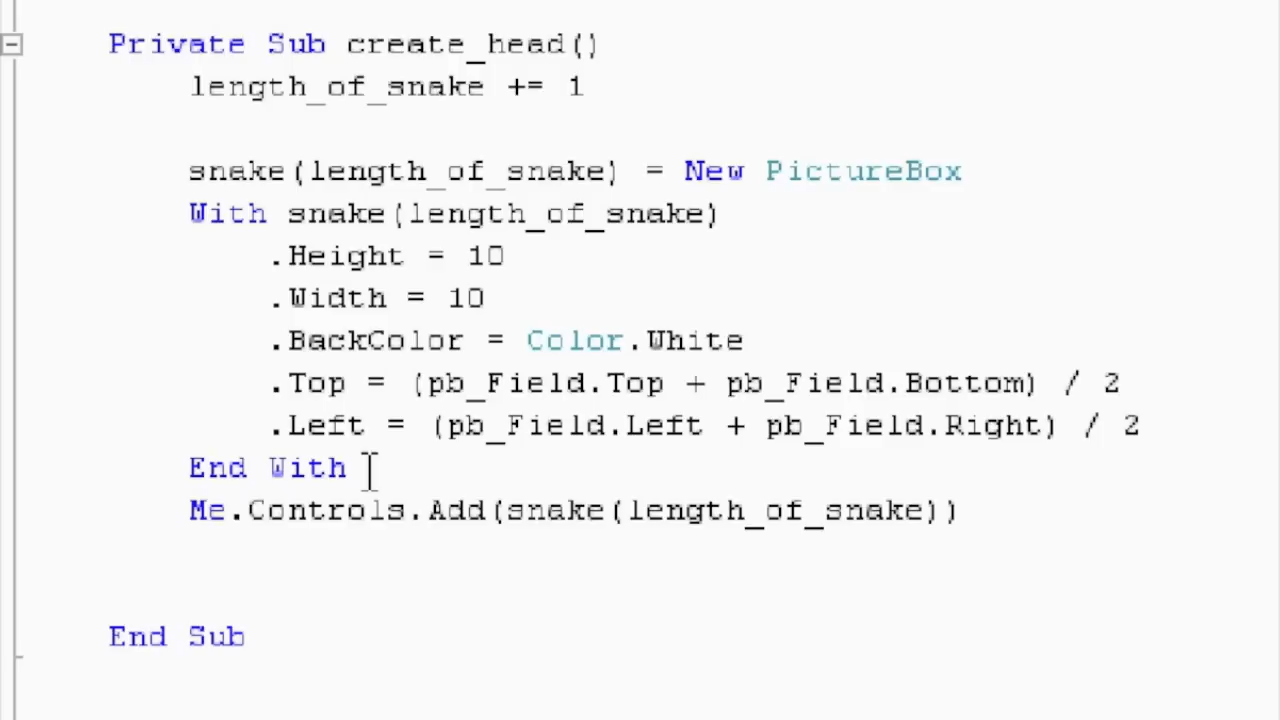 Private Sub create_head()
length_of_snake += 1
snake(length_of_snake) = New PictureBox
With snake(length_of_snake)
.Height = 10
.Width = 10
.BackColor = Color.White
.Top = (pb_Field.Top + pb_Field.Bottom) / 2
.Left = (pb_Field.Left + pb_Field.Right) / 2
End With
Me.Controls.Add(snake(length_of_snake))
End Sub